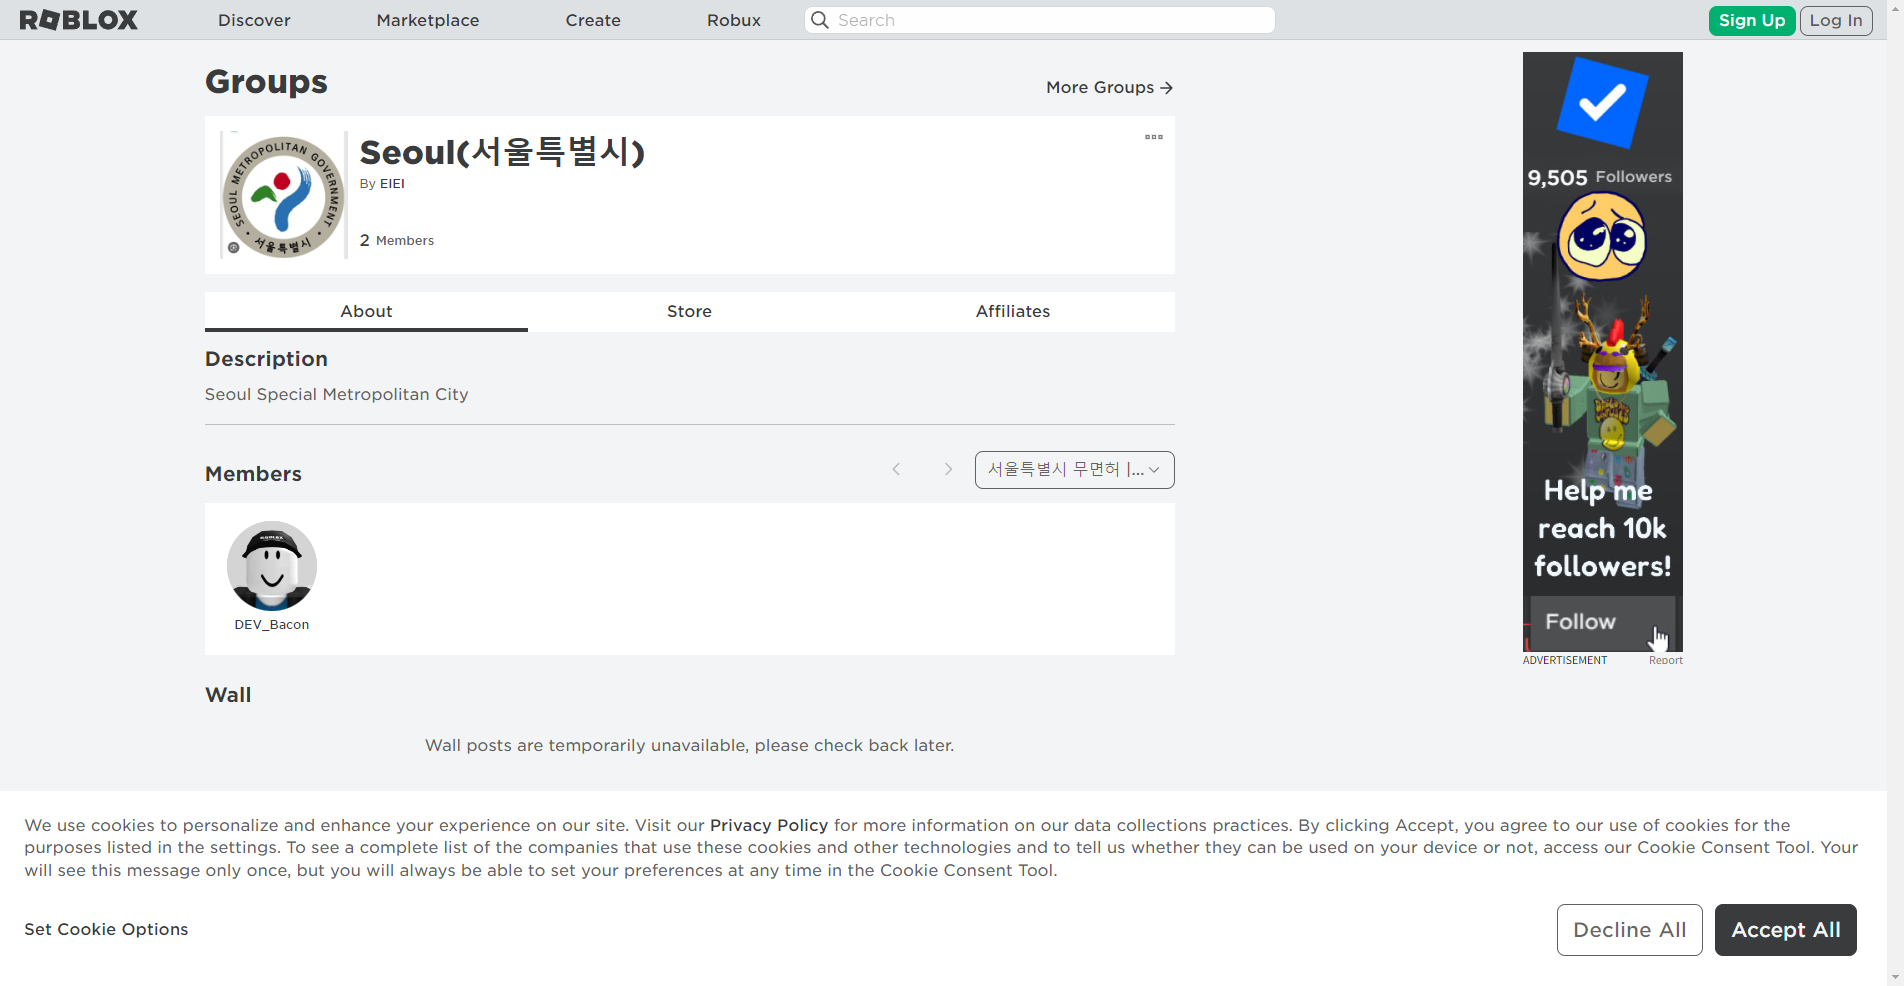 ROBLOX Discover Marketplace Create Robux Search Sign Up Log In
Groups
More Groups →
SEOUL METROPOLITAN GOVERNMENT
서울특별시
Seoul(서울특별시)
By EIEI
2 Members
About Store Affiliates
Description
Seoul Special Metropolitan City
Members
서울특별시 무면허 |...
ROBLOX
DEV_Bacon
Wall
Wall posts are temporarily unavailable, please check back later.
9,505 Followers
Help me
reach 10k
followers!
Follow
ADVERTISEMENT Report
We use cookies to personalize and enhance your experience on our site. Visit our Privacy Policy for more information on our data collections practices. By clicking Accept, you agree to our use of cookies for the
purposes listed in the settings. To see a complete list of the companies that use these cookies and other technologies and to tell us whether they can be used on your device or not, access our Cookie Consent Tool. Your
will see this message only once, but you will always be able to set your preferences at any time in the Cookie Consent Tool.
Set Cookie Options
Decline All Accept All